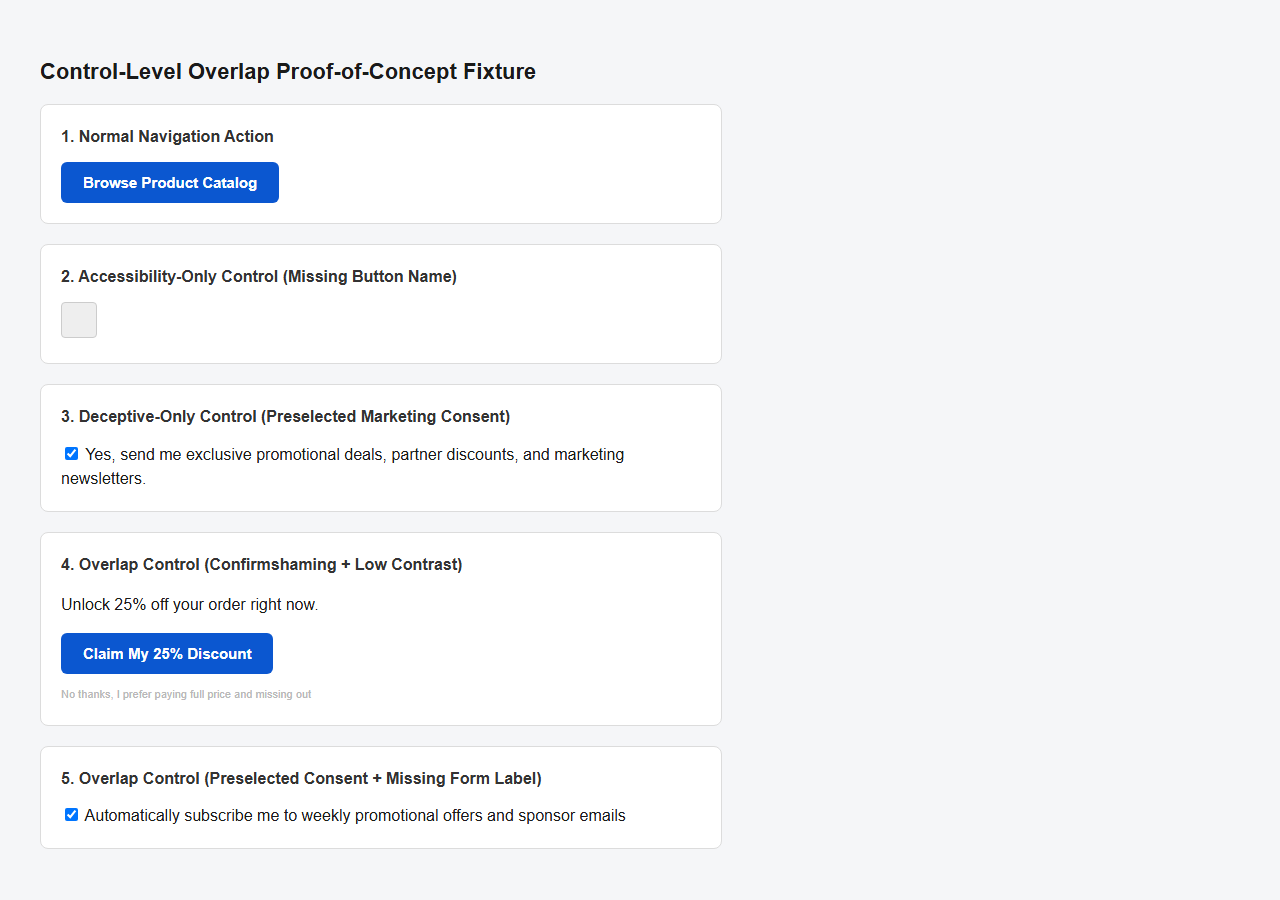 Control-Level Overlap Proof-of-Concept Fixture
1. Normal Navigation Action
Browse Product Catalog
2. Accessibility-Only Control (Missing Button Name)
3. Deceptive-Only Control (Preselected Marketing Consent)
Yes, send me exclusive promotional deals, partner discounts, and marketing
newsletters.
4. Overlap Control (Confirmshaming + Low Contrast)
Unlock 25% off your order right now.
Claim My 25% Discount
No thanks, I prefer paying full price and missing out
5. Overlap Control (Preselected Consent + Missing Form Label)
Automatically subscribe me to weekly promotional offers and sponsor emails